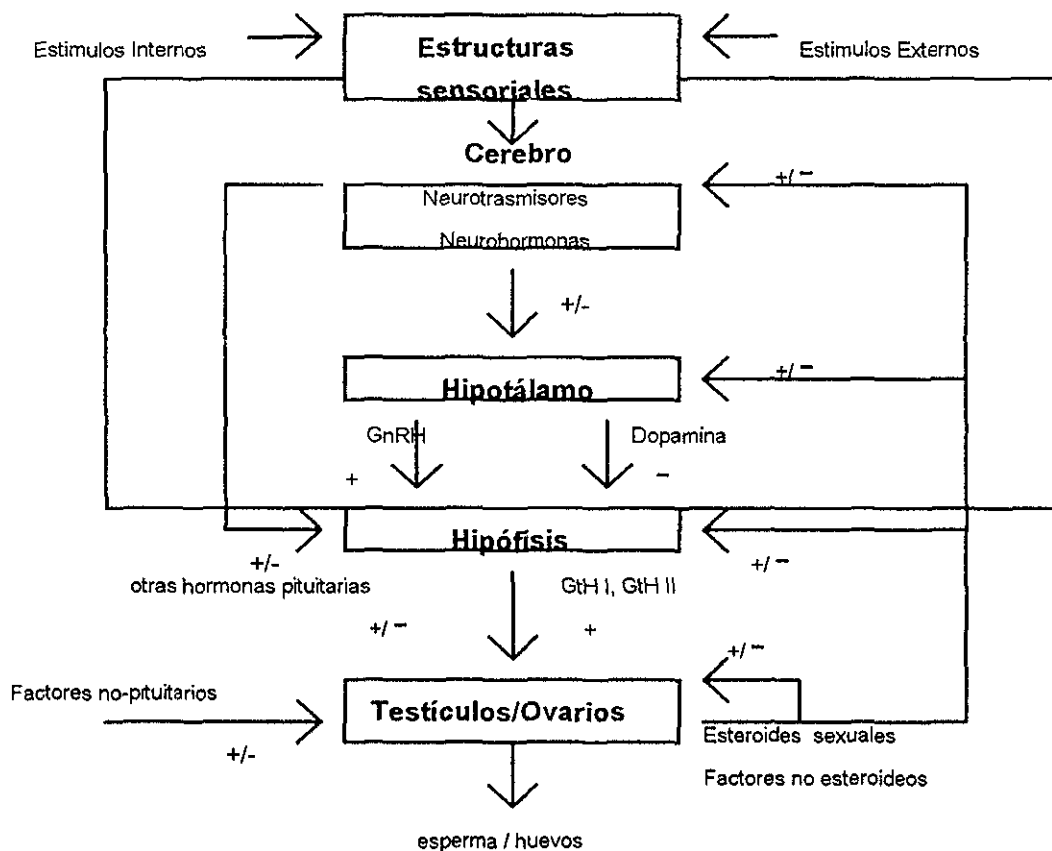 Estimulos Internos
Estructuras
sensoriales
Estimulos Externos
Cerebro
+/-
Neurotrasmisores
Neurohormonas
+/-
Hipotálamo
+/-
GnRH
Dopamina
+
-
Hipófisis
+/-
+/-
otras hormonas pituitarias
GtH I, GtH II
+/-
+
+/-
Factores no-pituitarios
Testículos/Ovarios
+/-
Esteroides sexuales
Factores no esteroideos
esperma / huevos